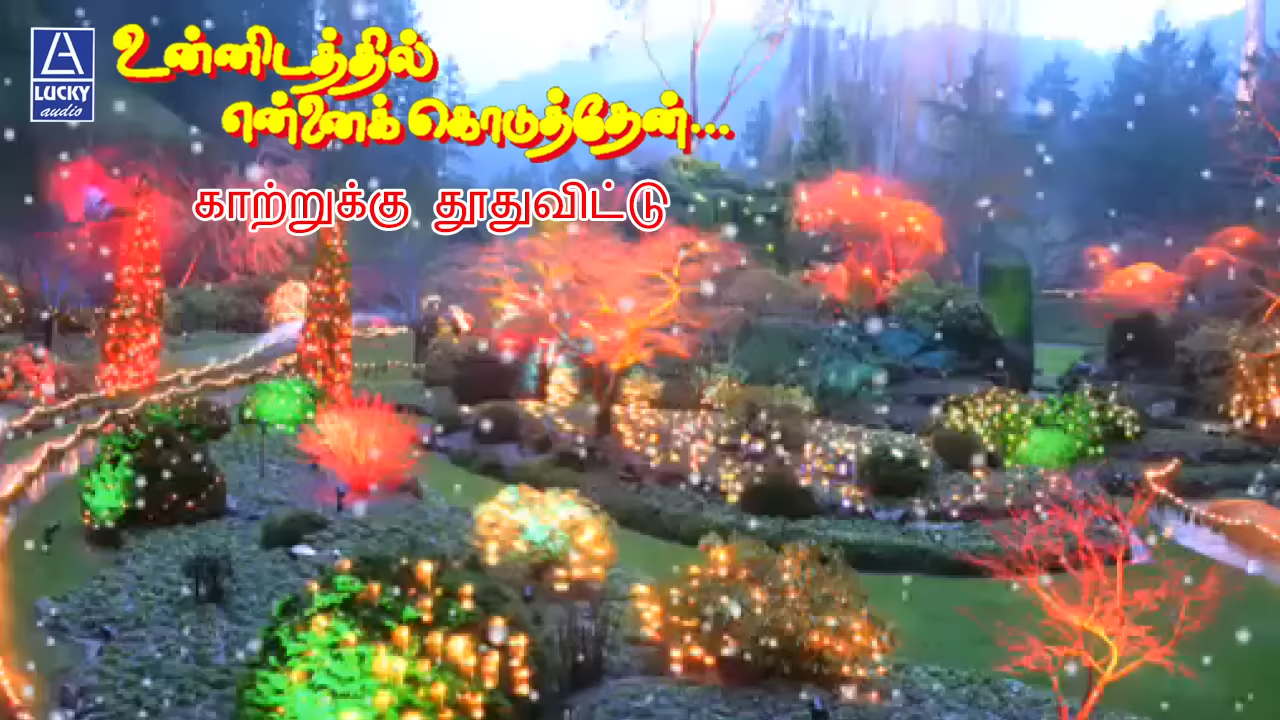 LUCKY
audio
உன்னிடத்தில்
என்னைக் கொடுத்தேன்...
காற்றுக்கு தூதுவிட்டு